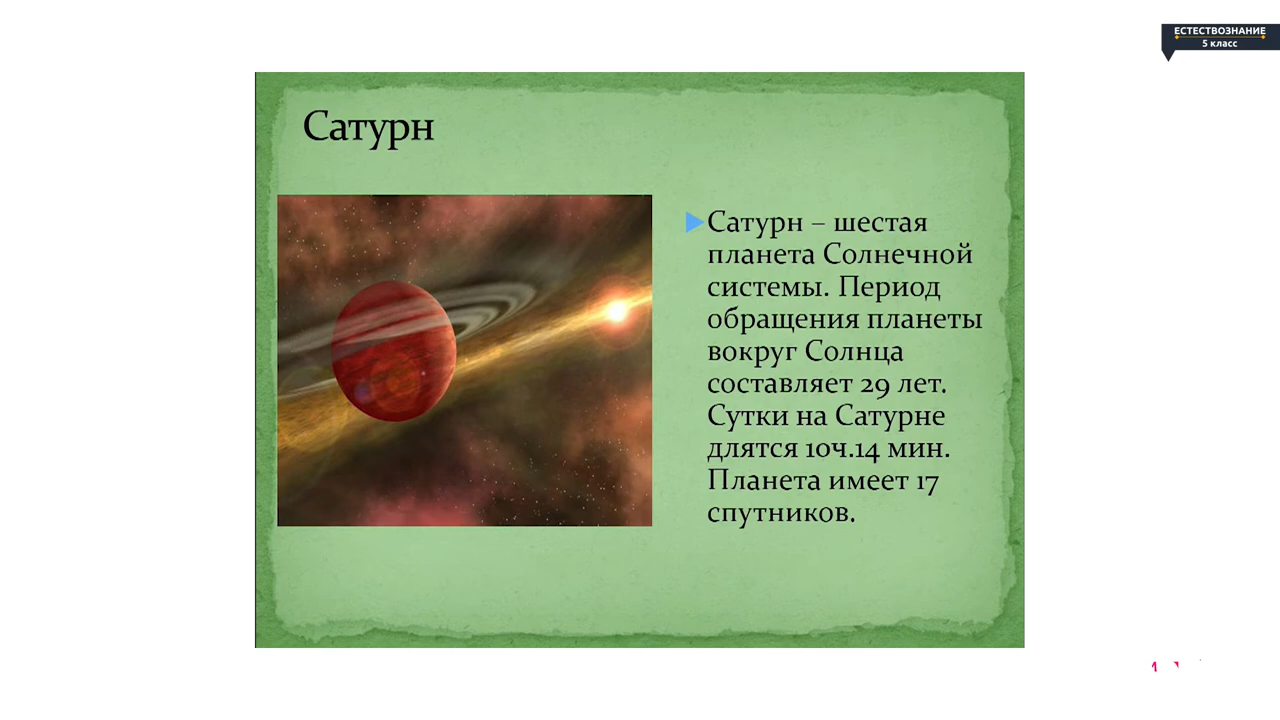 ЕСТЕСТВОЗНАНИЕ
5 класс
Сатурн
Сатурн – шестая
планета Солнечной
системы. Период
обращения планеты
вокруг Солнца
составляет 29 лет.
Сутки на Сатурне
длятся 10ч.14 мин.
Планета имеет 17
спутников.